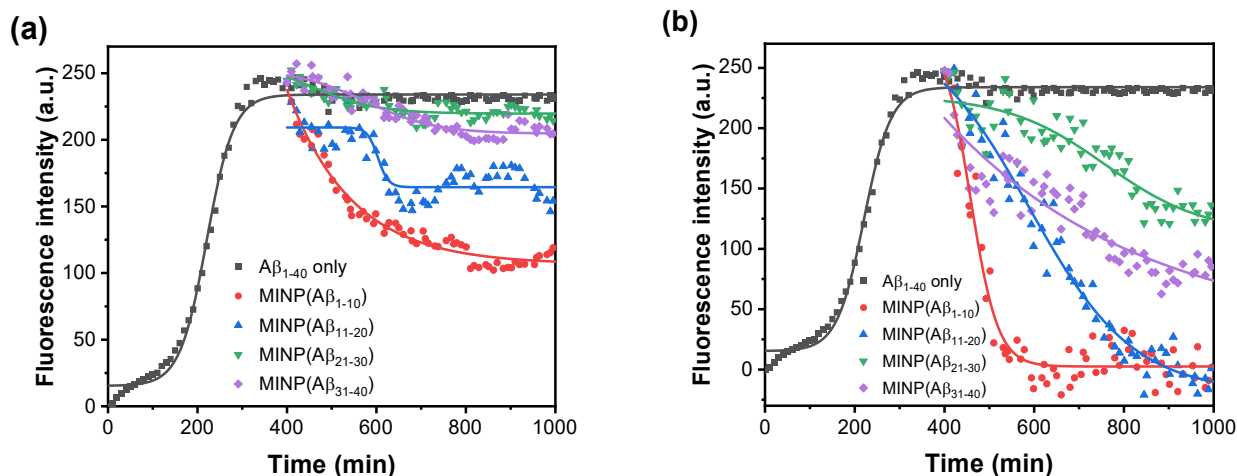 (a)
Fluorescence intensity (a.u.)
250
200
150
100
50
0
Aβ1-40 only
MINP(Aβ1-10)
MINP(Aβ11-20)
MINP(Aβ21-30)
MINP(Aβ31-40)
0 200 400 600 800 1000
Time (min)
(b)
Fluorescence intensity (a.u.)
250
200
150
100
50
0
Aβ1-40 only
MINP(Aβ1-10)
MINP(Aβ11-20)
MINP(Aβ21-30)
MINP(Aβ31-40)
0 200 400 600 800 1000
Time (min)